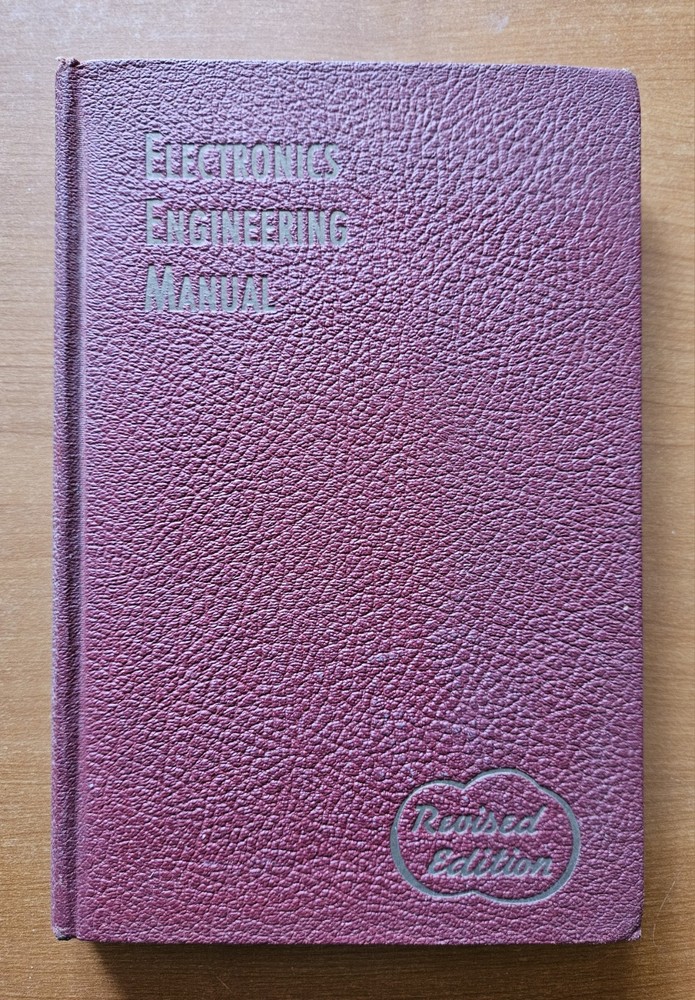 Electronics
Engineering
Manual
Revised
Edition